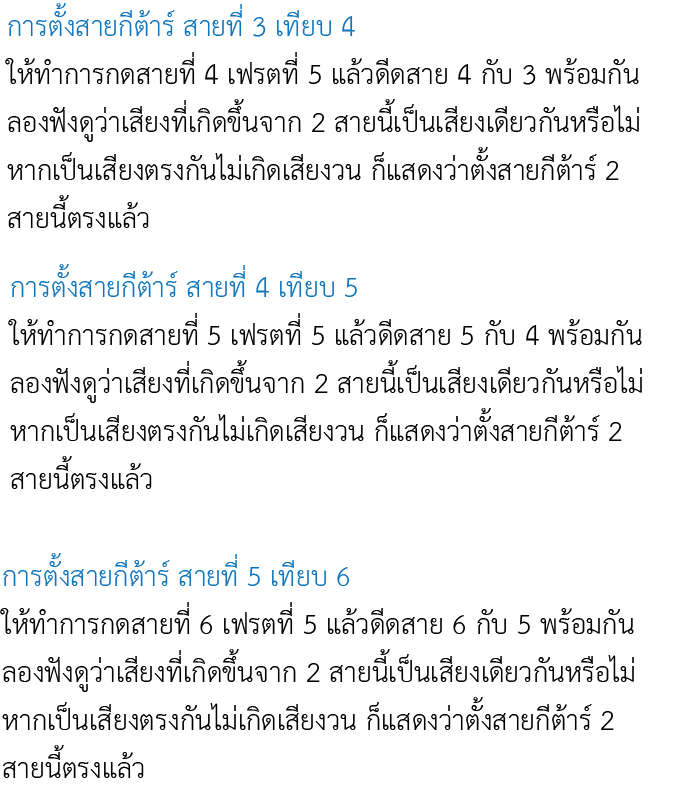 การตั้งสายกีต้าร์ สายที่ 3 เทียบ 4
ให้ทำการกดสายที่ 4 เฟรตที่ 5 แล้วดีดสาย 4 กับ 3 พร้อมกัน
ลองฟังดูว่าเสียงที่เกิดขึ้นจาก 2 สายนี้เป็นเสียงเดียวกันหรือไม่
หากเป็นเสียงตรงกันไม่เกิดเสียงวน ก็แสดงว่าตั้งสายกีต้าร์ 2
สายนี้ตรงแล้ว
การตั้งสายกีต้าร์ สายที่ 4 เทียบ 5
ให้ทำการกดสายที่ 5 เฟรตที่ 5 แล้วดีดสาย 5 กับ 4 พร้อมกัน
ลองฟังดูว่าเสียงที่เกิดขึ้นจาก 2 สายนี้เป็นเสียงเดียวกันหรือไม่
หากเป็นเสียงตรงกันไม่เกิดเสียงวน ก็แสดงว่าตั้งสายกีต้าร์ 2
สายนี้ตรงแล้ว
การตั้งสายกีต้าร์ สายที่ 5 เทียบ 6
ให้ทำการกดสายที่ 6 เฟรตที่ 5 แล้วดีดสาย 6 กับ 5 พร้อมกัน
ลองฟังดูว่าเสียงที่เกิดขึ้นจาก 2 สายนี้เป็นเสียงเดียวกันหรือไม่
หากเป็นเสียงตรงกันไม่เกิดเสียงวน ก็แสดงว่าตั้งสายกีต้าร์ 2
สายนี้ตรงแล้ว